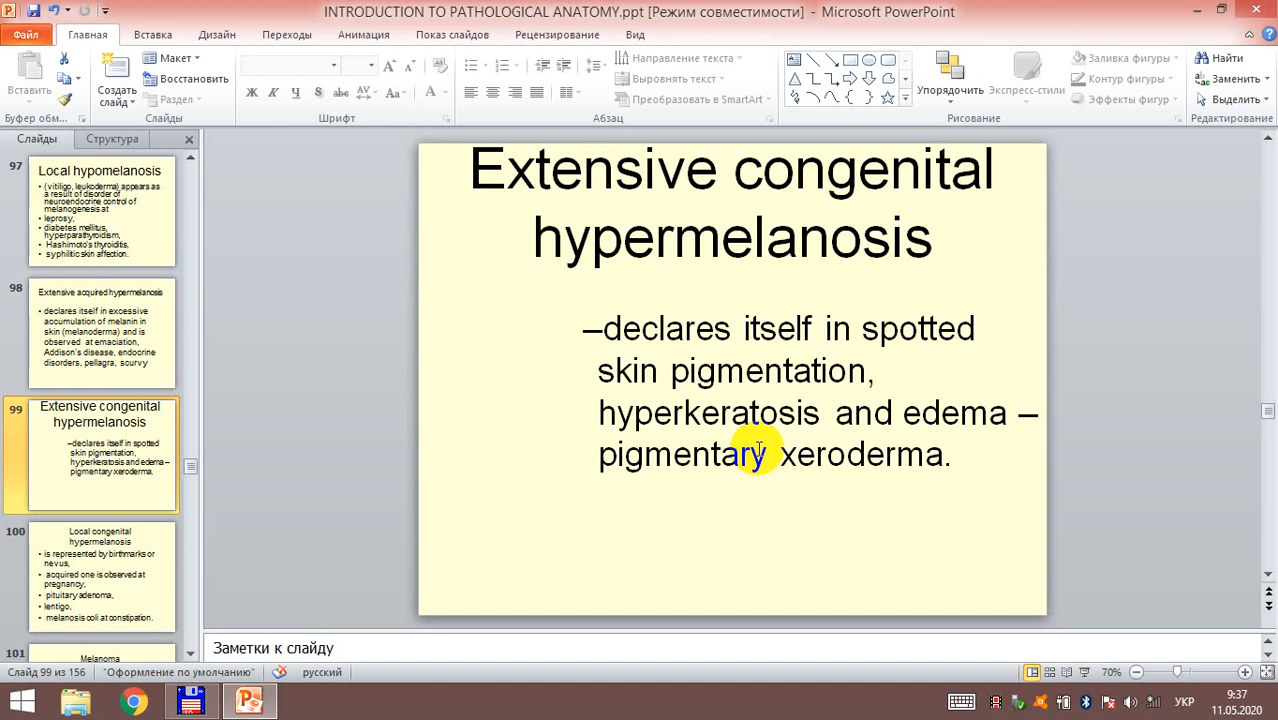 INTRODUCTION TO PATHOLOGICAL ANATOMY.ppt [Режим совместимости] - Microsoft PowerPoint
Файл Главная Вставка Дизайн Переходы Анимация Показ слайдов Рецензирование Вид
Вставить
Буфер обм...
Создать слайд
Макет
Восстановить
Раздел
Слайды
Ж К Ч S abc AV Aa A
Шрифт
Направление текста
Выровнять текст
Преобразовать в SmartArt
Абзац
Упорядочить
Экспресс-стили
Заливка фигуры
Контур фигуры
Эффекты фигур
Рисование
Найти
Заменить
Выделить
Редактирование
Слайды Структура
97
Local hypomelanosis
• (vitiligo, leukoderma) appears as
a result of disorder of
neuroendocrine control of
melanogenesis at
• leprosy,
• diabetes mellitus,
hyperparathyroidism,
• Hashimoto's thyroiditis,
• syphilitic skin affection.
98
Extensive acquired hypermelanosis
• declares itself in excessive
accumulation of melanin in
skin (melanoderma) and is
observed at emaciation,
Addison's disease, endocrine
disorders, pellagra, scurvy
99
Extensive congenital
hypermelanosis
–declares itself in spotted
skin pigmentation,
hyperkeratosis and edema –
pigmentary xeroderma.
100
Local congenital
hypermelanosis
• is represented by birthmarks or
nevus,
• acquired one is observed at
pregnancy,
• pituitary adenoma,
• lentigo,
• melanosis coli at constipation.
101
Melanoma
Extensive congenital
hypermelanosis
–declares itself in spotted
skin pigmentation,
hyperkeratosis and edema –
pigmentary xeroderma.
Заметки к слайду
Слайд 99 из 156 "Оформление по умолчанию" русский 70%
УКР
9:37
11.05.2020